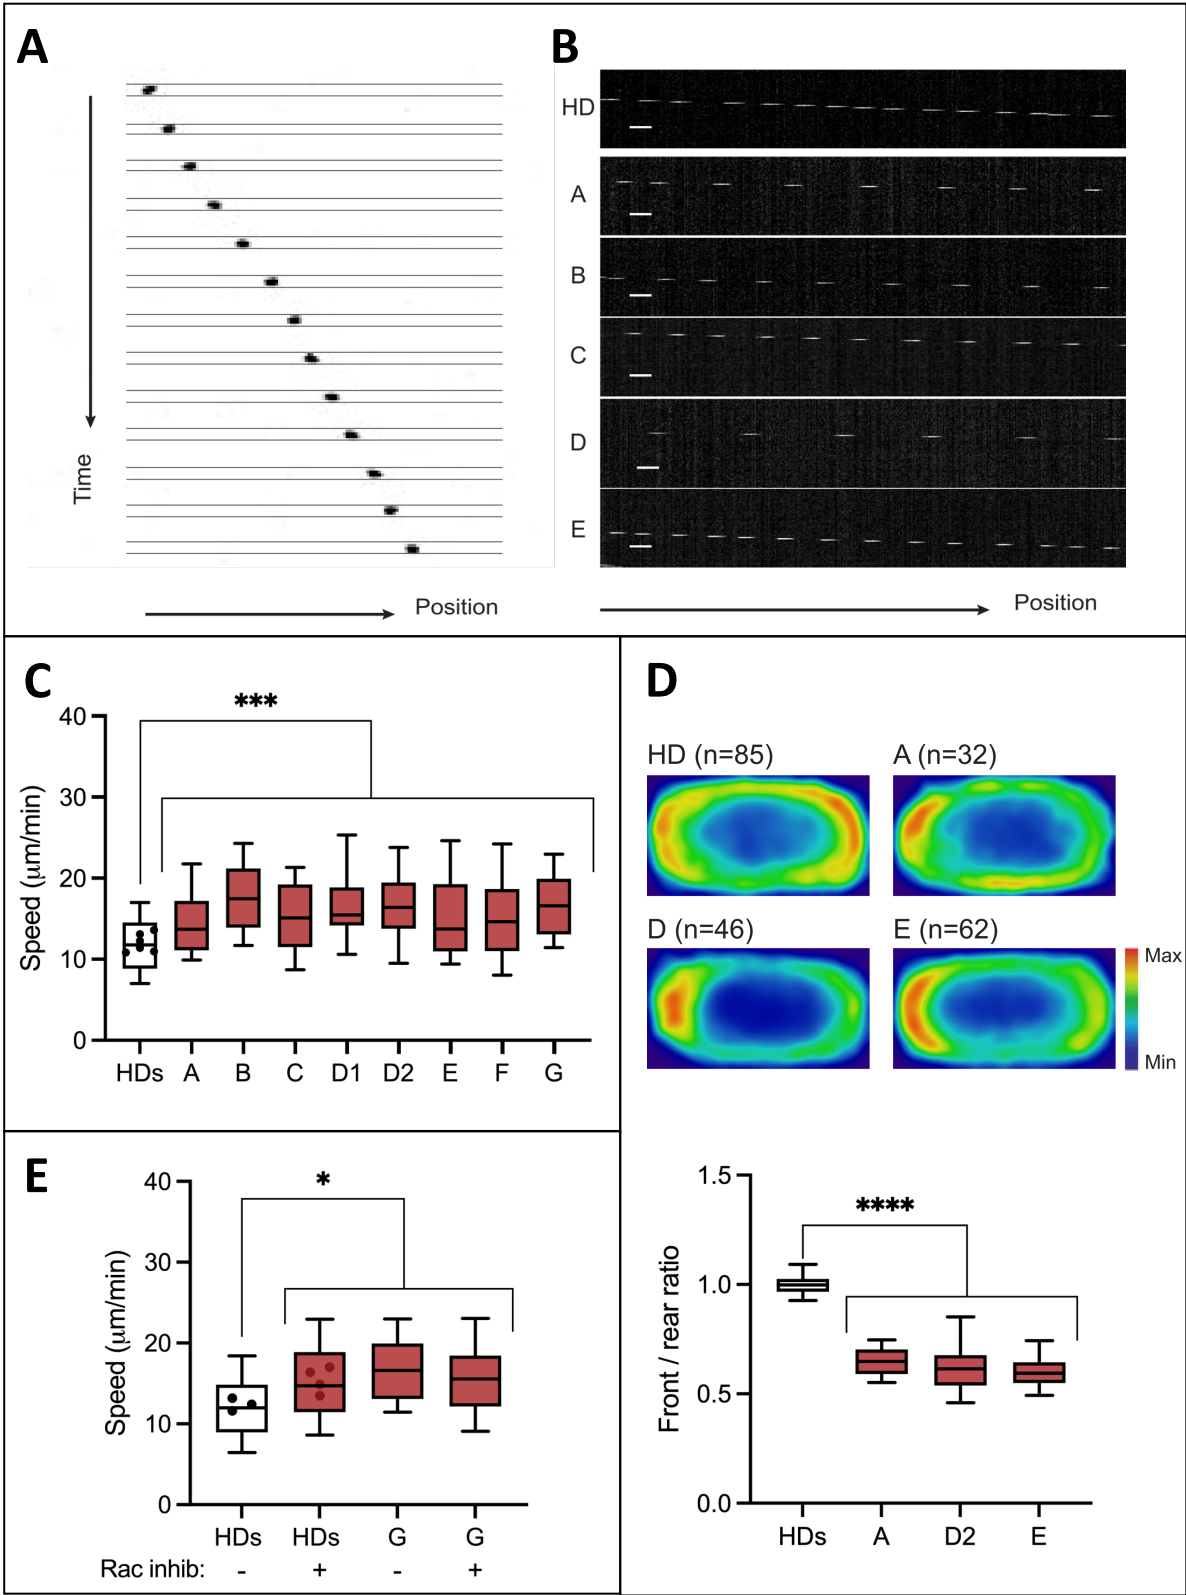 A
Time
Position
B
HD
A
B
C
D
E
Position
C
***
Speed (μm/min)
40
30
20
10
0
HDs A B C D1 D2 E F G
D
HD (n=85)
A (n=32)
D (n=46)
E (n=62)
Max
Min
****
Front / rear ratio
1.5
1.0
0.5
0.0
HDs A D2 E
E
*
Speed (μm/min)
40
30
20
10
0
HDs HDs G G
Rac inhib: - + - +